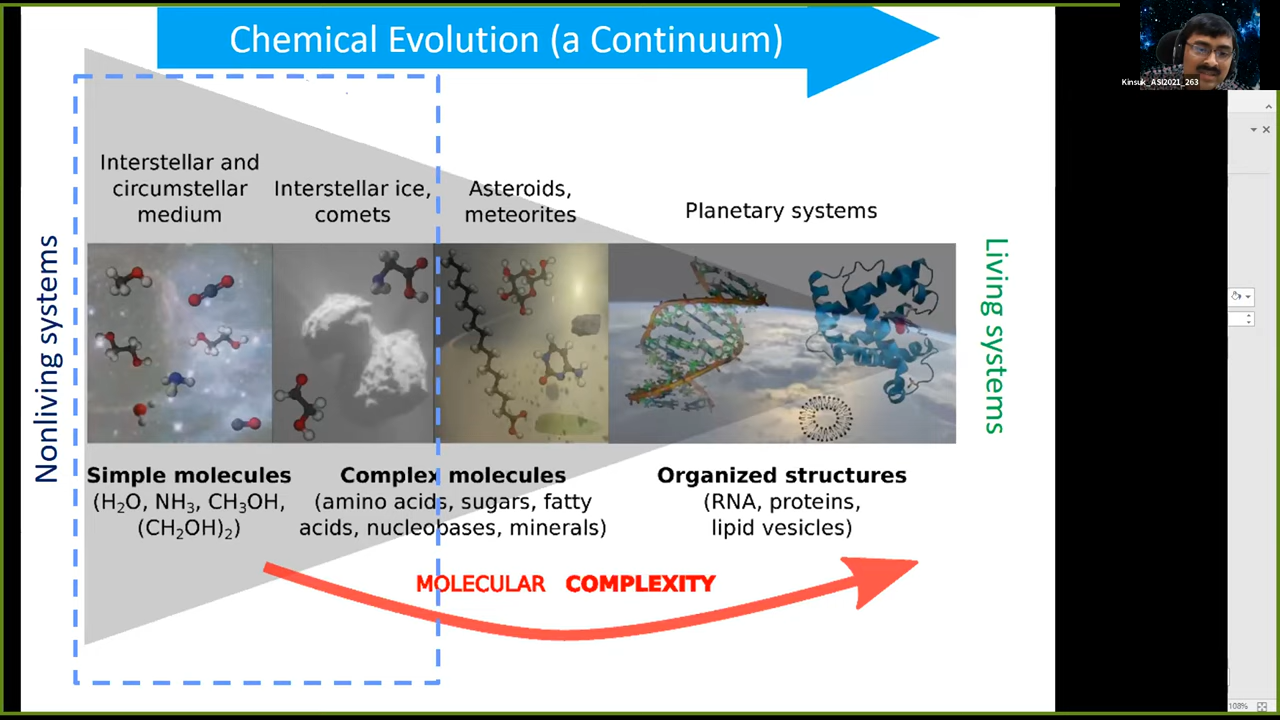 Chemical Evolution (a Continuum)
Kinsuk_ASI2021_263
Interstellar and
circumstellar
medium
Interstellar ice,
comets
Asteroids,
meteorites
Planetary systems
Nonliving systems
Living systems
Simple molecules
(H₂O, NH₃, CH₃OH,
(CH₂OH)₂)
Complex molecules
(amino acids, sugars, fatty
acids, nucleobases, minerals)
Organized structures
(RNA, proteins,
lipid vesicles)
MOLECULAR COMPLEXITY
108%